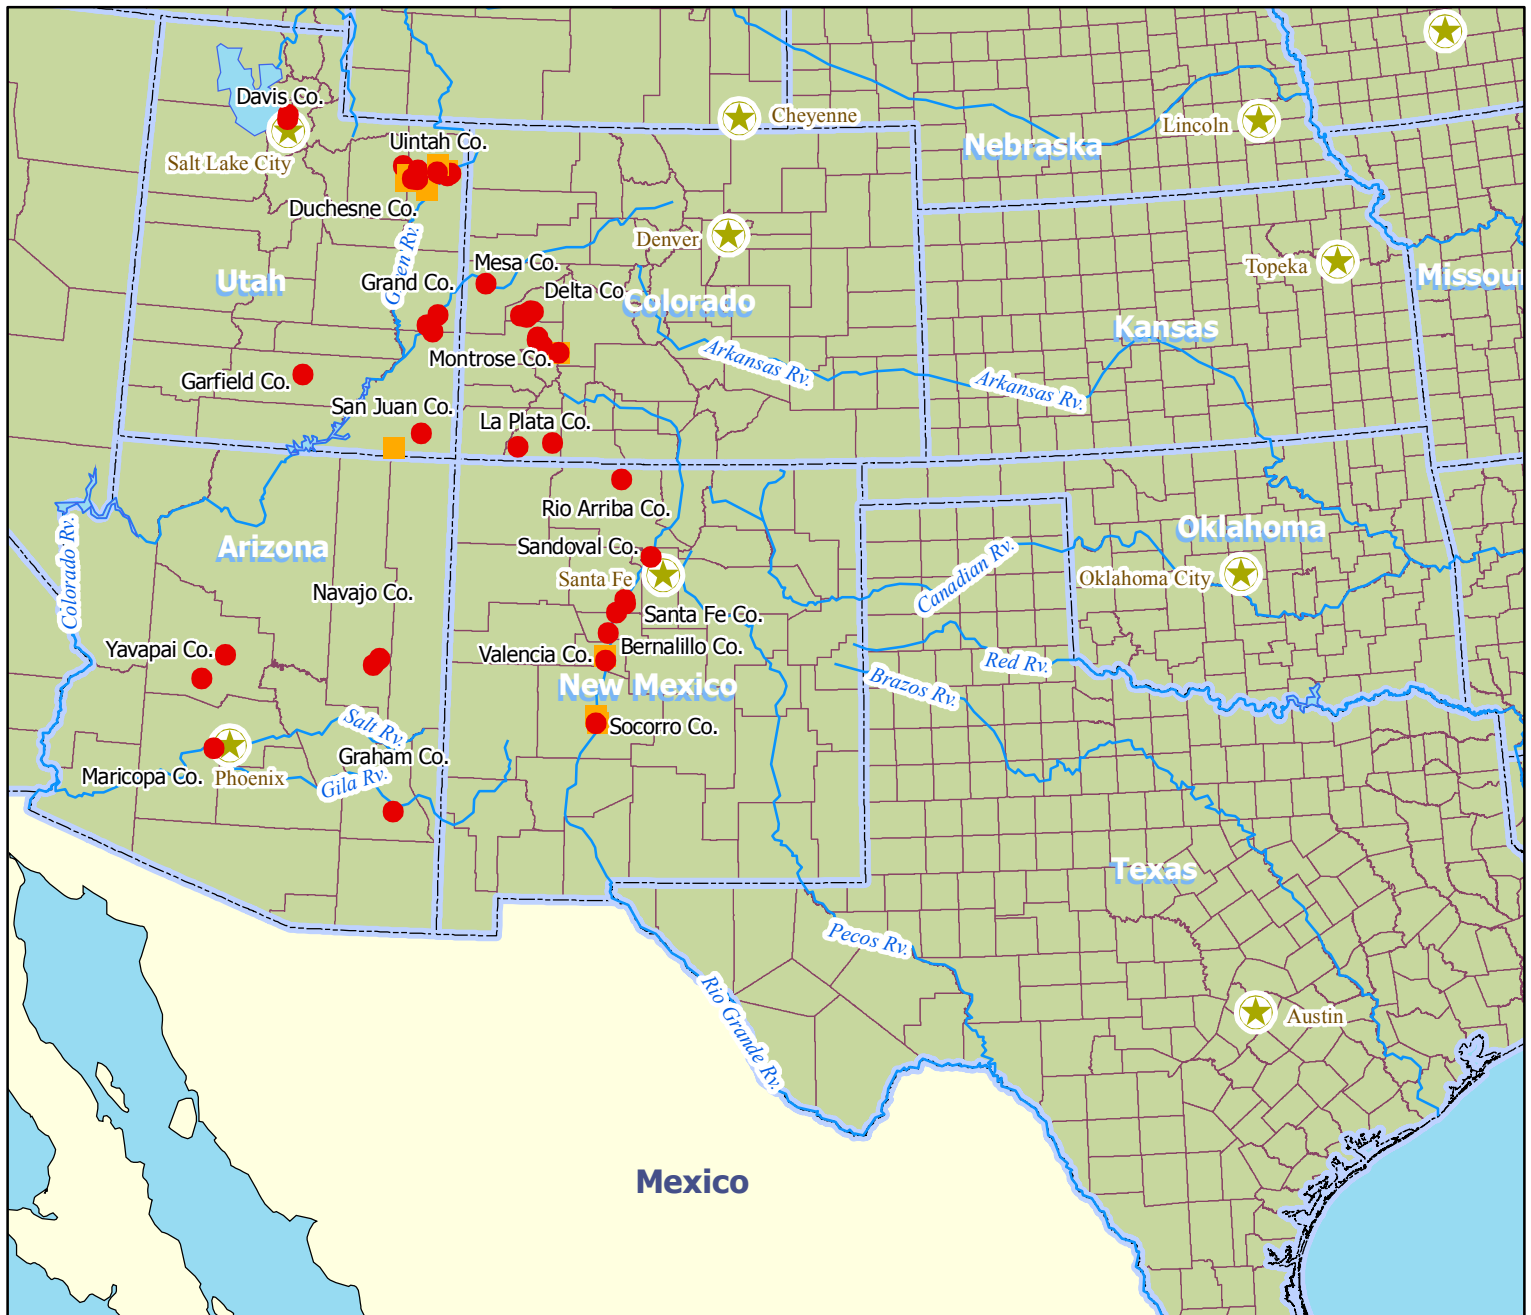 Davis Co.
Cheyenne
Lincoln
Uintah Co.
Nebraska
Salt Lake City
Duchesne Co.
Denver
Green Rv.
Mesa Co.
Topeka
Utah
Grand Co.
Delta Co.
Colorado
Missou
Kansas
Montrose Co.
Arkansas Rv.
Arkansas Rv.
Garfield Co.
San Juan Co.
La Plata Co.
Rio Arriba Co.
Oklahoma
Colorado Rv.
Arizona
Sandoval Co.
Canadian Rv.
Santa Fe
Oklahoma City
Navajo Co.
Santa Fe Co.
Yavapai Co.
Valencia Co.
Bernalillo Co.
Red Rv.
New Mexico
Brazos Rv.
Salt Rv.
Socorro Co.
Graham Co.
Maricopa Co.
Phoenix
Gila Rv.
Texas
Pecos Rv.
Rio Grande Rv.
Austin
Mexico